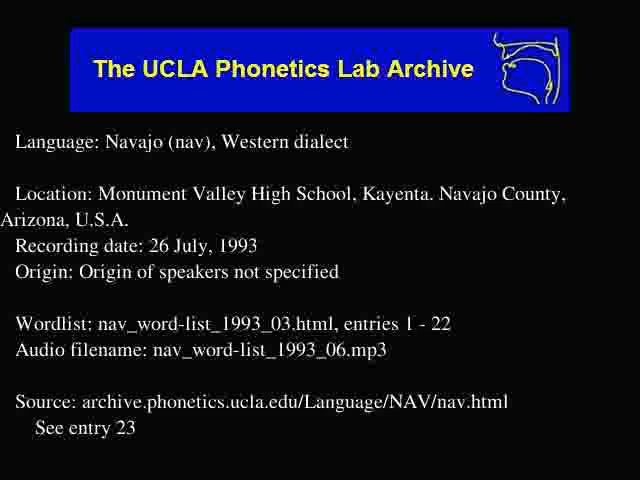 The UCLA Phonetics Lab Archive
Language: Navajo (nav), Western dialect
Location: Monument Valley High School, Kayenta. Navajo County,
Arizona, U.S.A.
Recording date: 26 July, 1993
Origin: Origin of speakers not specified
Wordlist: nav_word-list_1993_03.html, entries 1 - 22
Audio filename: nav_word-list_1993_06.mp3
Source: archive.phonetics.ucla.edu/Language/NAV/nav.html
See entry 23